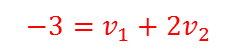 −3 = v₁ + 2v₂